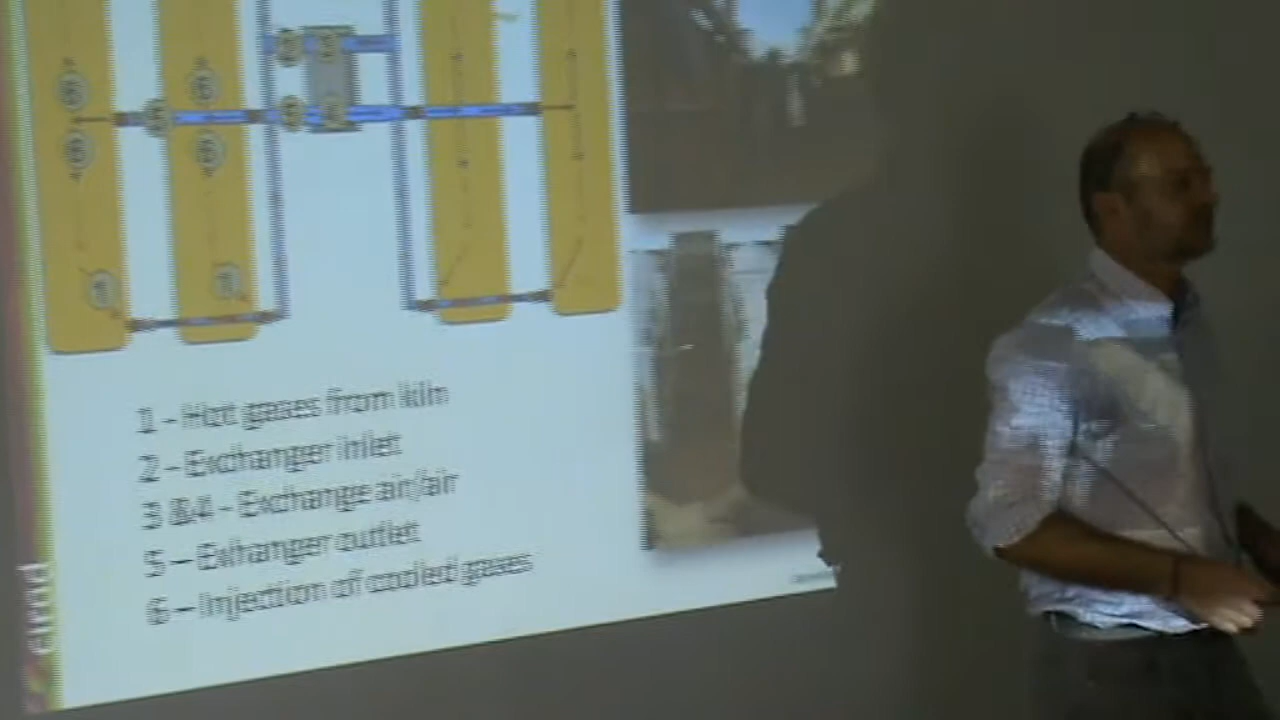 1 - Hot gases from kiln
2 - Exchanger inlet
3 &4 - Exchange air/air
5 - Exhanger outlet
6 - Injection of cooled gases
cirad